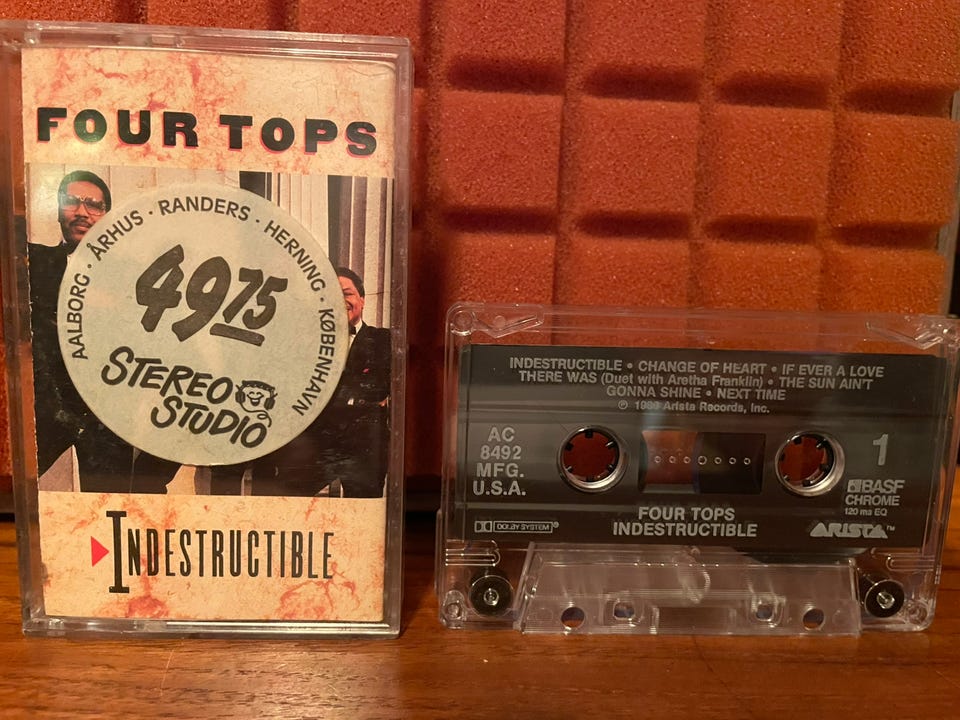 FOUR TOPS
AALBORG · ÅRHUS · RANDERS · HERNING · KØBENHAVN
4975
STEREO
STUDIO
INDESTRUCTIBLE
INDESTRUCTIBLE • CHANGE OF HEART • IF EVER A LOVE
THERE WAS (Duet with Aretha Franklin) • THE SUN AIN'T
GONNA SHINE • NEXT TIME
℗ 1988 Arista Records, Inc.
AC
8492
MFG.
U.S.A.
1
BASF
CHROME
120 ms EQ
DOLBY SYSTEM®
FOUR TOPS
INDESTRUCTIBLE
ARISTA™